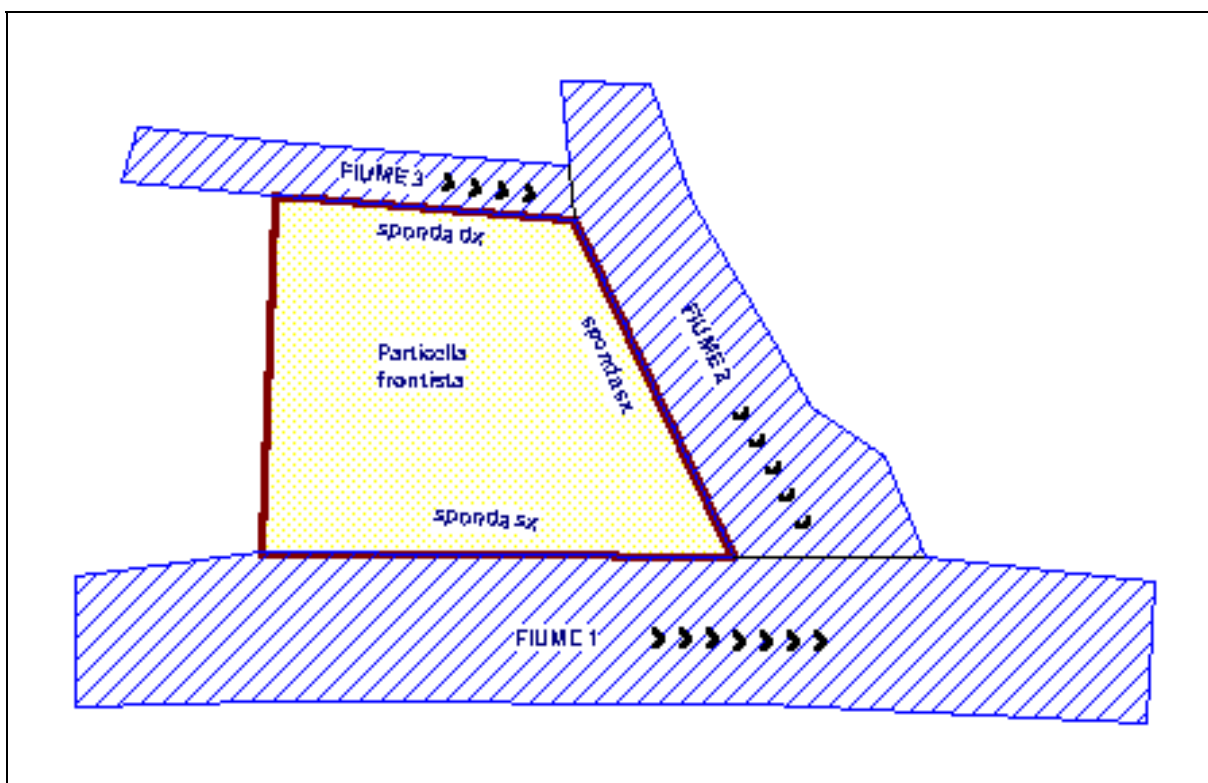 FIUME 3
sponda dx
FIUME 2
sponda sx
Particella
frontista
sponda sx
FIUME 1